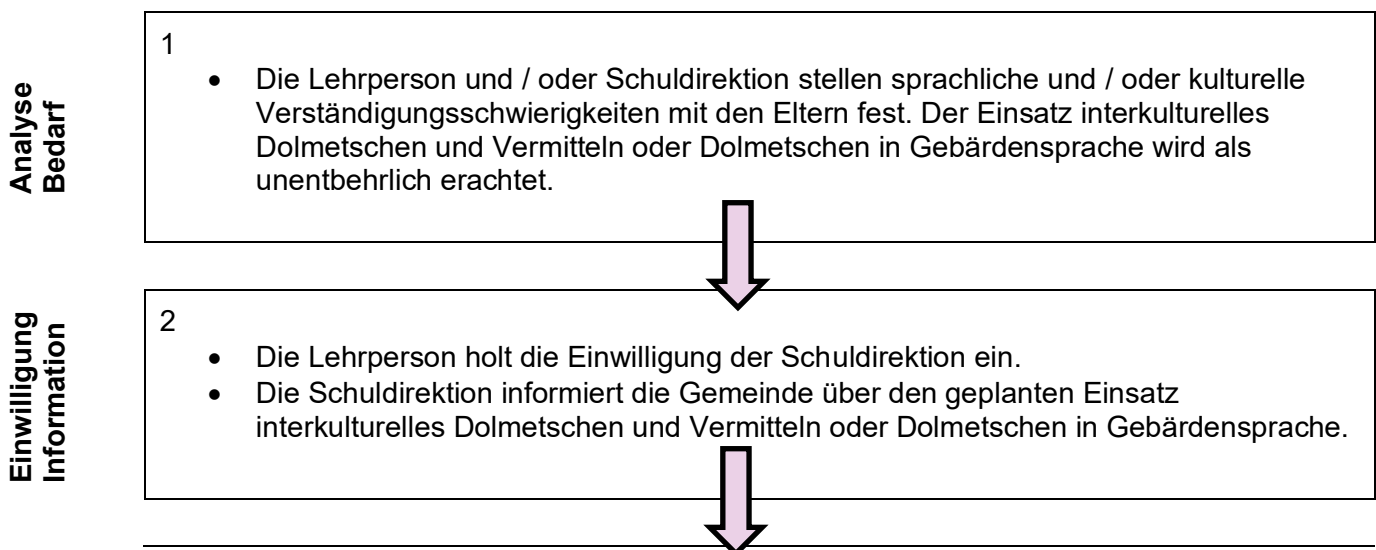 Analyse
Bedarf
1
• Die Lehrperson und / oder Schuldirektion stellen sprachliche und / oder kulturelle
Verständigungsschwierigkeiten mit den Eltern fest. Der Einsatz interkulturelles
Dolmetschen und Vermitteln oder Dolmetschen in Gebärdensprache wird als
unentbehrlich erachtet.
Einwilligung
Information
2
• Die Lehrperson holt die Einwilligung der Schuldirektion ein.
• Die Schuldirektion informiert die Gemeinde über den geplanten Einsatz
interkulturelles Dolmetschen und Vermitteln oder Dolmetschen in Gebärdensprache.